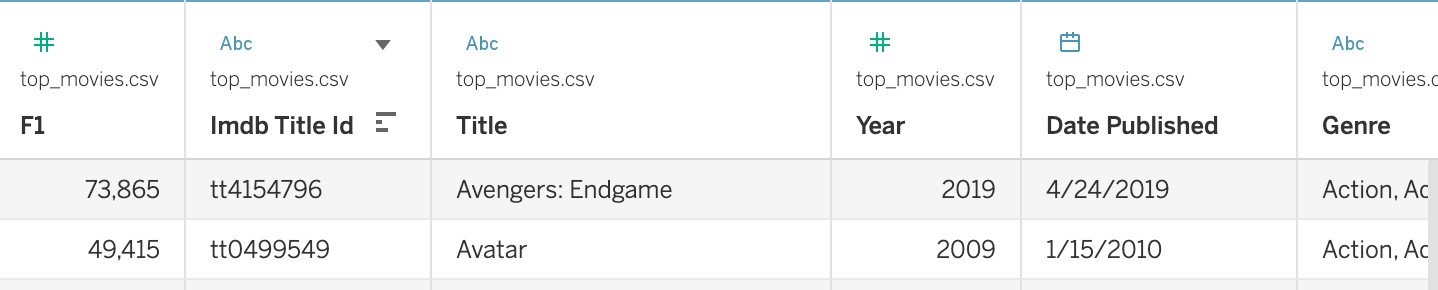 Abc Abc Abc
top_movies.csv top_movies.csv top_movies.csv top_movies.csv top_movies.csv top_movies.c
F1 Imdb Title Id Title Year Date Published Genre
73,865 tt4154796 Avengers: Endgame 2019 4/24/2019 Action, Ac
49,415 tt0499549 Avatar 2009 1/15/2010 Action, Ac